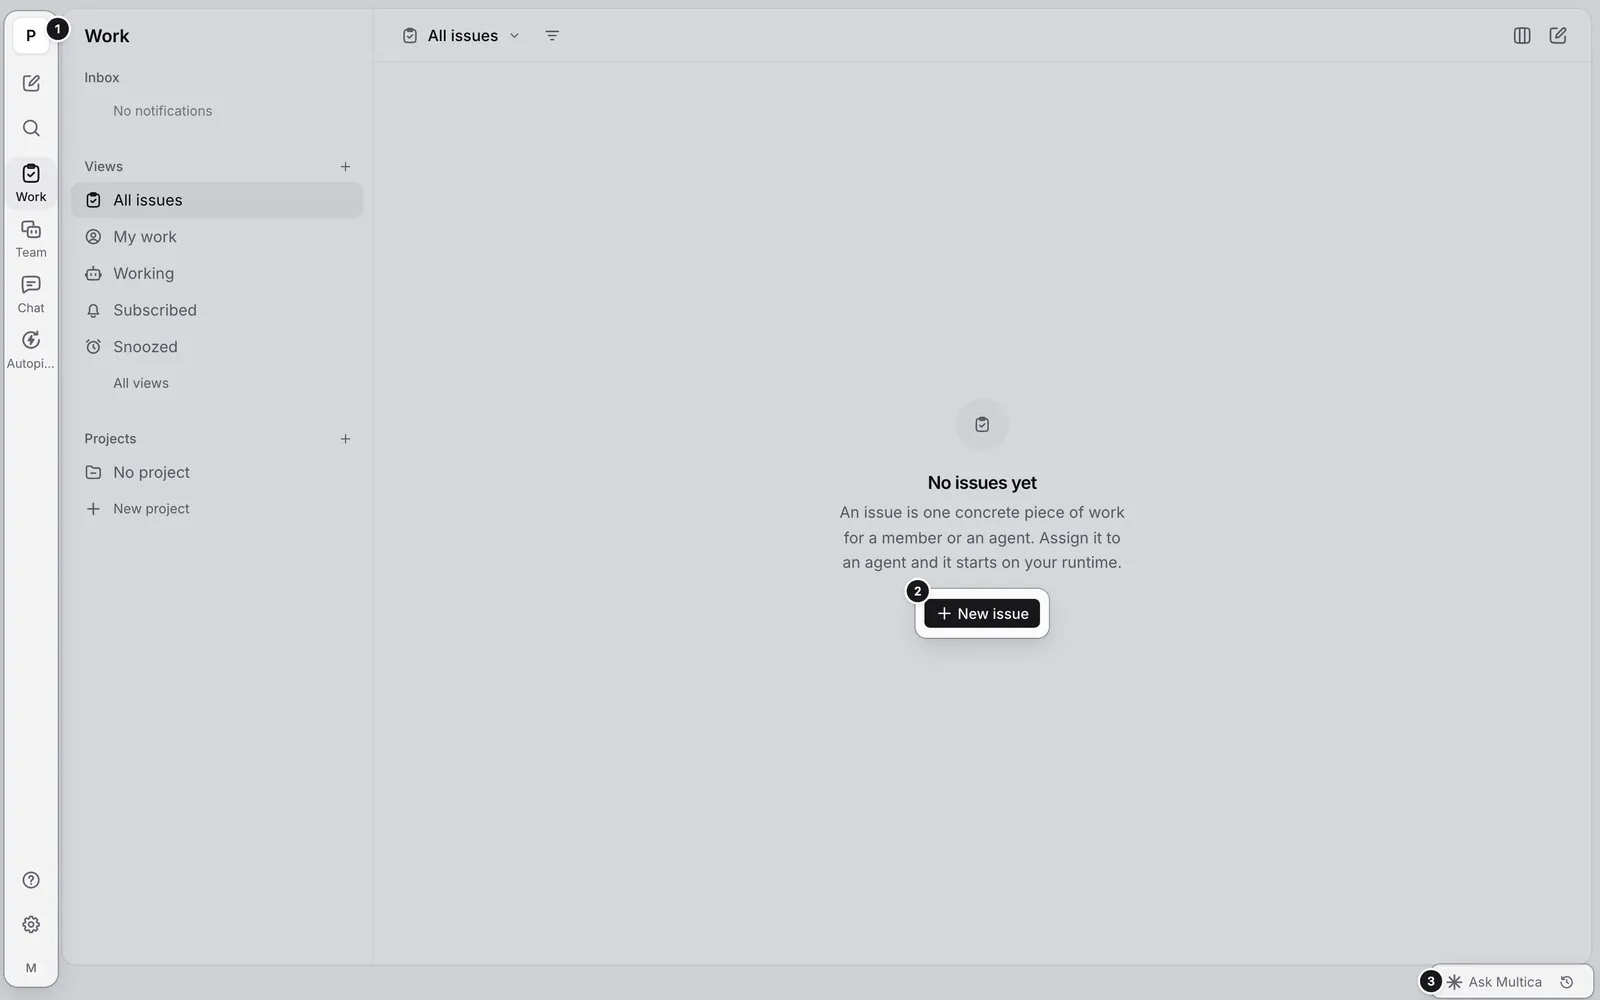 P
1
Work
Team
Chat
Autopi...
M
Work
Inbox
No notifications
Views
All issues
My work
Working
Subscribed
Snoozed
All views
Projects
No project
New project
All issues
No issues yet
An issue is one concrete piece of work
for a member or an agent. Assign it to
an agent and it starts on your runtime.
2
New issue
3
Ask Multica